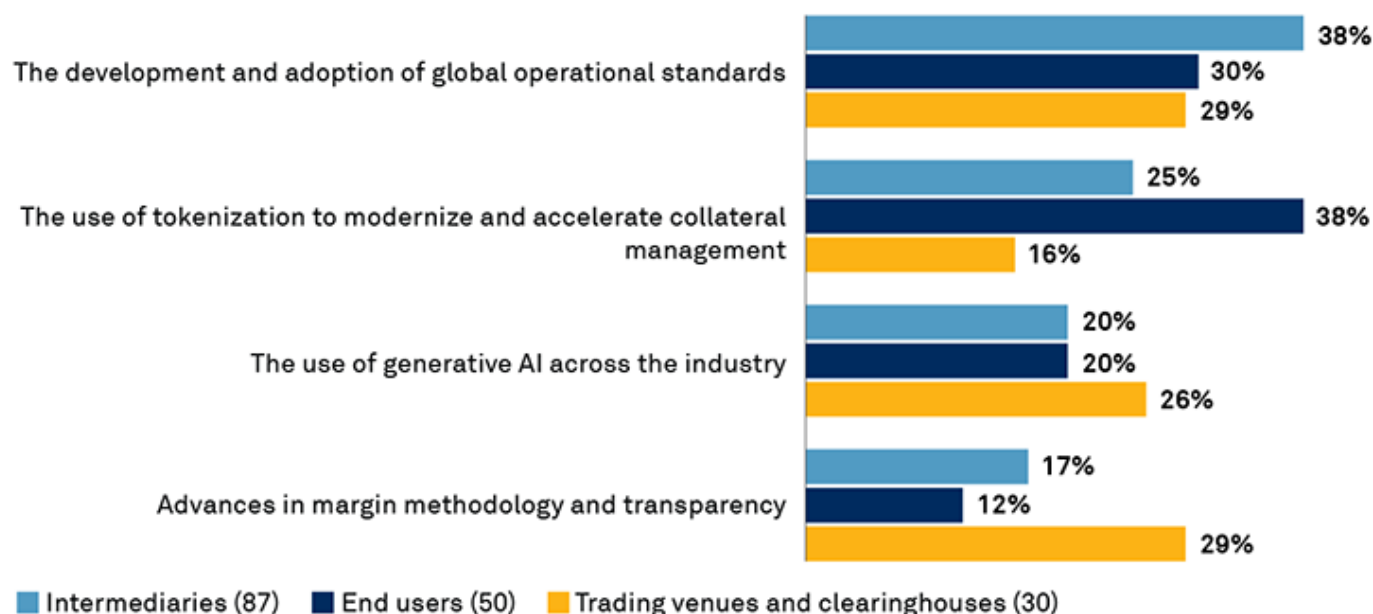 38%
The development and adoption of global operational standards
30%
29%
25%
The use of tokenization to modernize and accelerate collateral
management
38%
16%
20%
The use of generative AI across the industry
20%
26%
17%
Advances in margin methodology and transparency
12%
29%
Intermediaries (87) End users (50) Trading venues and clearinghouses (30)